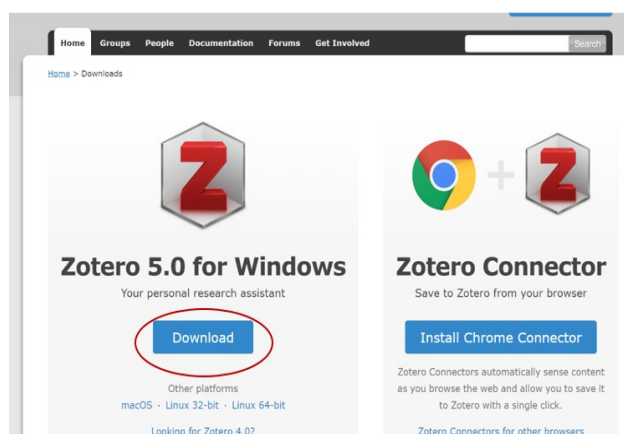 Home Groups People Documentation Forums Get Involved Search
Home > Downloads
Z
Z
Zotero 5.0 for Windows
Your personal research assistant
Download
Other platforms
macOS · Linux 32-bit · Linux 64-bit
Looking for Zotero 4.0?
Zotero Connector
Save to Zotero from your browser
Install Chrome Connector
Zotero Connectors automatically sense content
as you browse the web and allow you to save it
to Zotero with a single click.
Zotero Connectors for other browsers